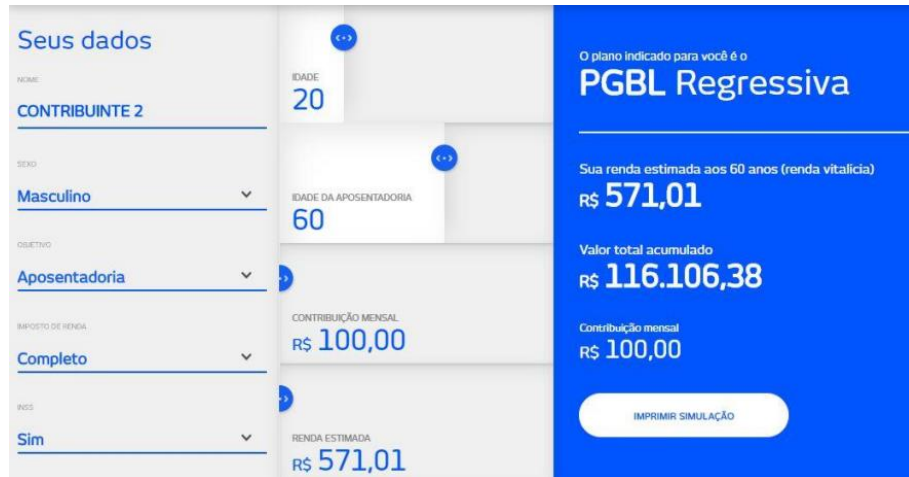 Seus dados
NOME
CONTRIBUINTE 2
SEXO
Masculino
OBJETIVO
Aposentadoria
IMPOSTO DE RENDA
Completo
INSS
Sim
IDADE
20
IDADE DA APOSENTADORIA
60
CONTRIBUIÇÃO MENSAL
R$ 100,00
RENDA ESTIMADA
R$ 571,01
O plano indicado para você é o
PGBL Regressiva
Sua renda estimada aos 60 anos (renda vitalícia)
R$ 571,01
Valor total acumulado
R$ 116.106,38
Contribuição mensal
R$ 100,00
IMPRIMIR SIMULAÇÃO